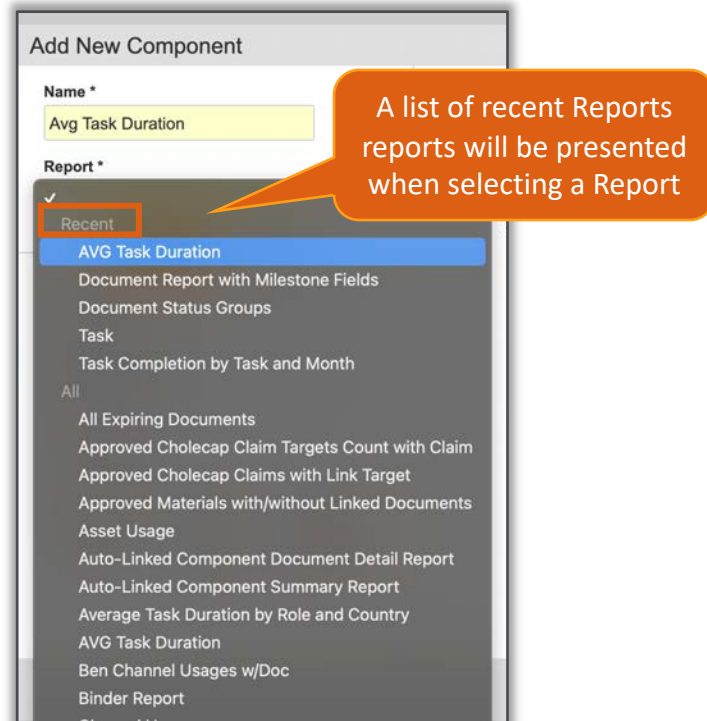 Add New Component
Name *
Avg Task Duration
Report *
A list of recent Reports
reports will be presented
when selecting a Report
✓
Recent
AVG Task Duration
Document Report with Milestone Fields
Document Status Groups
Task
Task Completion by Task and Month
All
All Expiring Documents
Approved Cholecap Claim Targets Count with Claim
Approved Cholecap Claims with Link Target
Approved Materials with/without Linked Documents
Asset Usage
Auto-Linked Component Document Detail Report
Auto-Linked Component Summary Report
Average Task Duration by Role and Country
AVG Task Duration
Ben Channel Usages w/Doc
Binder Report